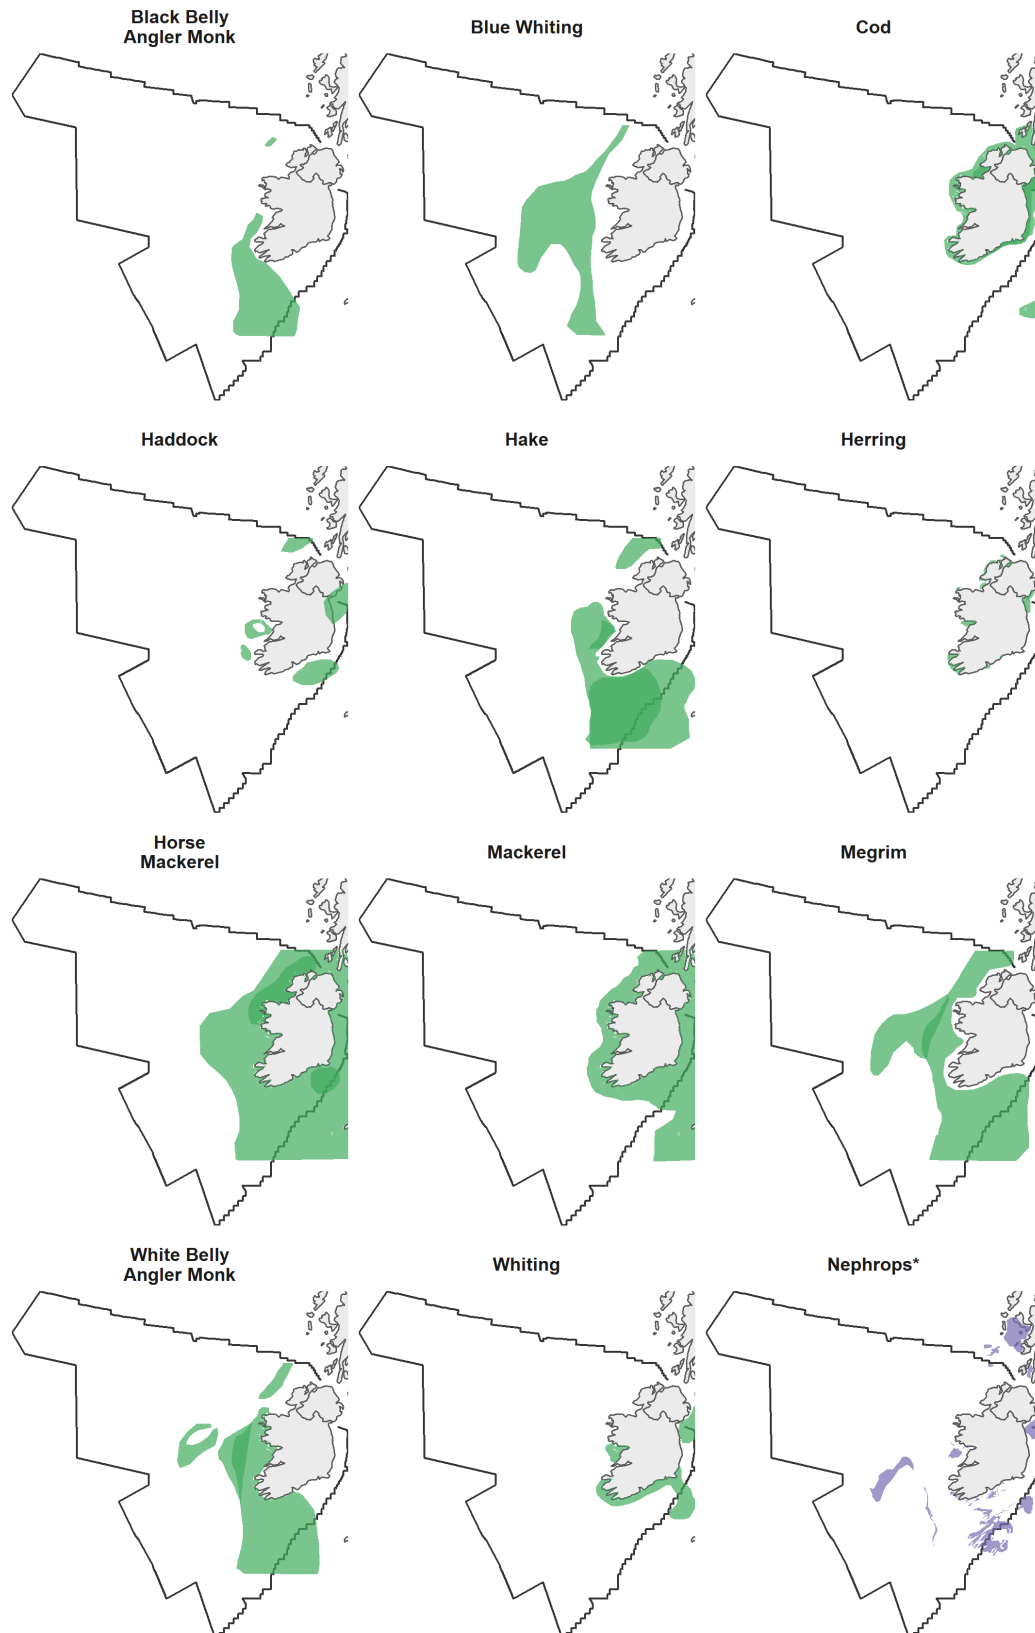 Black Belly
Angler Monk
Blue Whiting
Cod
Haddock
Hake
Herring
Horse
Mackerel
Mackerel
Megrim
White Belly
Angler Monk
Whiting
Nephrops*